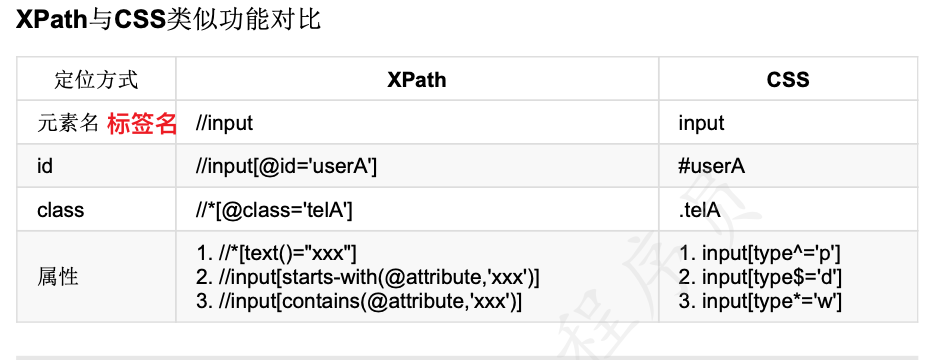 XPath与CSS类似功能对比
定位方式 XPath CSS
元素名 标签名 //input input
id //input[@id='userA'] #userA
class //*[@class='telA'] .telA
属性
1. //*[text()="xxx"] 1. input[type^='p']
2. //input[starts-with(@attribute,'xxx')] 2. input[type$='d']
3. //input[contains(@attribute,'xxx')] 3. input[type*='w']
程序员